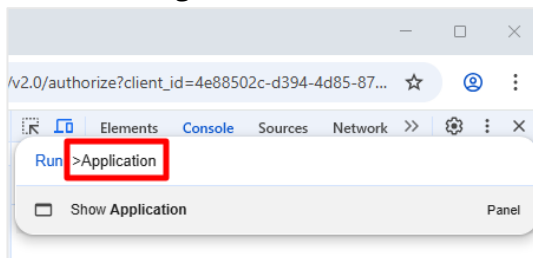 /v2.0/authorize?client_id=4e88502c-d394-4d85-87...
Elements Console Sources Network
Run >Application
Show Application Panel